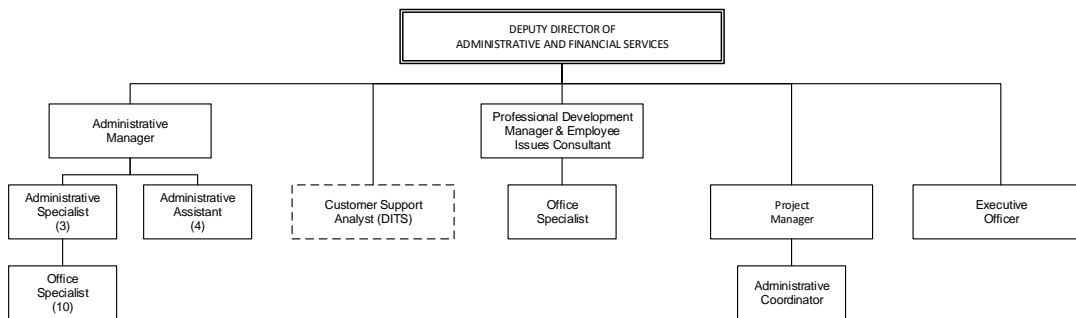 DEPUTY DIRECTOR OF
ADMINISTRATIVE AND FINANCIAL SERVICES
Administrative
Manager
Professional Development
Manager & Employee
Issues Consultant
Administrative
Specialist
(3)
Administrative
Assistant
(4)
Customer Support
Analyst (DITS)
Office
Specialist
Project
Manager
Executive
Officer
Office
Specialist
(10)
Administrative
Coordinator